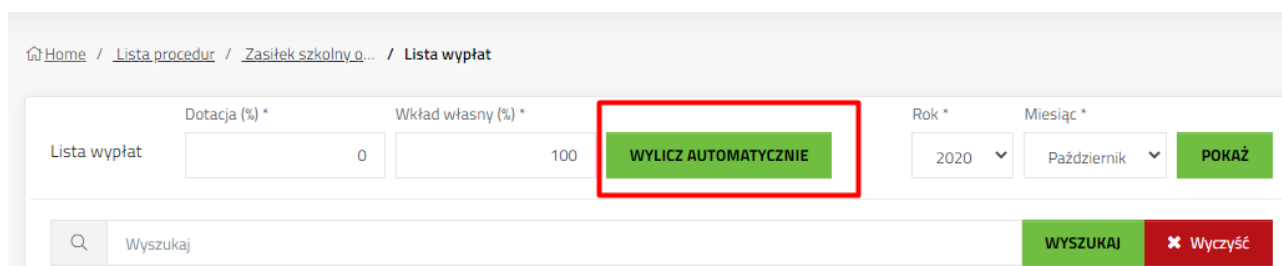 Home / Lista procedur / Zasiłek szkolny o... / Lista wypłat
Dotacja (%) * Wkład własny (%) * Rok * Miesiąc *
Lista wypłat 0 100 WYLICZ AUTOMATYCZNIE 2020 Październik POKAŻ
Wyszukaj WYSZUKAJ ✖ Wyczyść